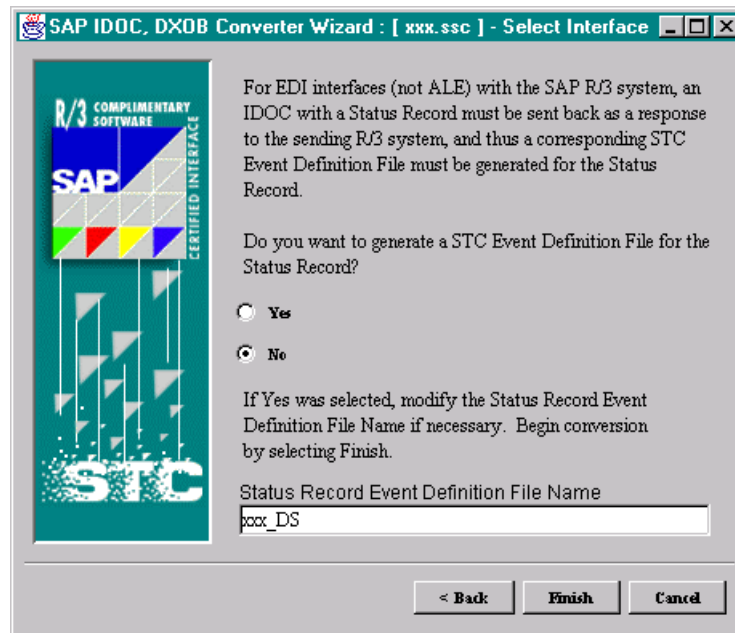 SAP IDOC, DXOB Converter Wizard : [ xxx.ssc ] - Select Interface
R/3 COMPLIMENTARY
SOFTWARE
SAP
CERTIFIED INTERFACE
STC
For EDI interfaces (not ALE) with the SAP R/3 system, an
IDOC with a Status Record must be sent back as a response
to the sending R/3 system, and thus a corresponding STC
Event Definition File must be generated for the Status
Record.
Do you want to generate a STC Event Definition File for the
Status Record?
Yes
No
If Yes was selected, modify the Status Record Event
Definition File Name if necessary.  Begin conversion
by selecting Finish.
Status Record Event Definition File Name
xxx_DS
< Back Finish Cancel